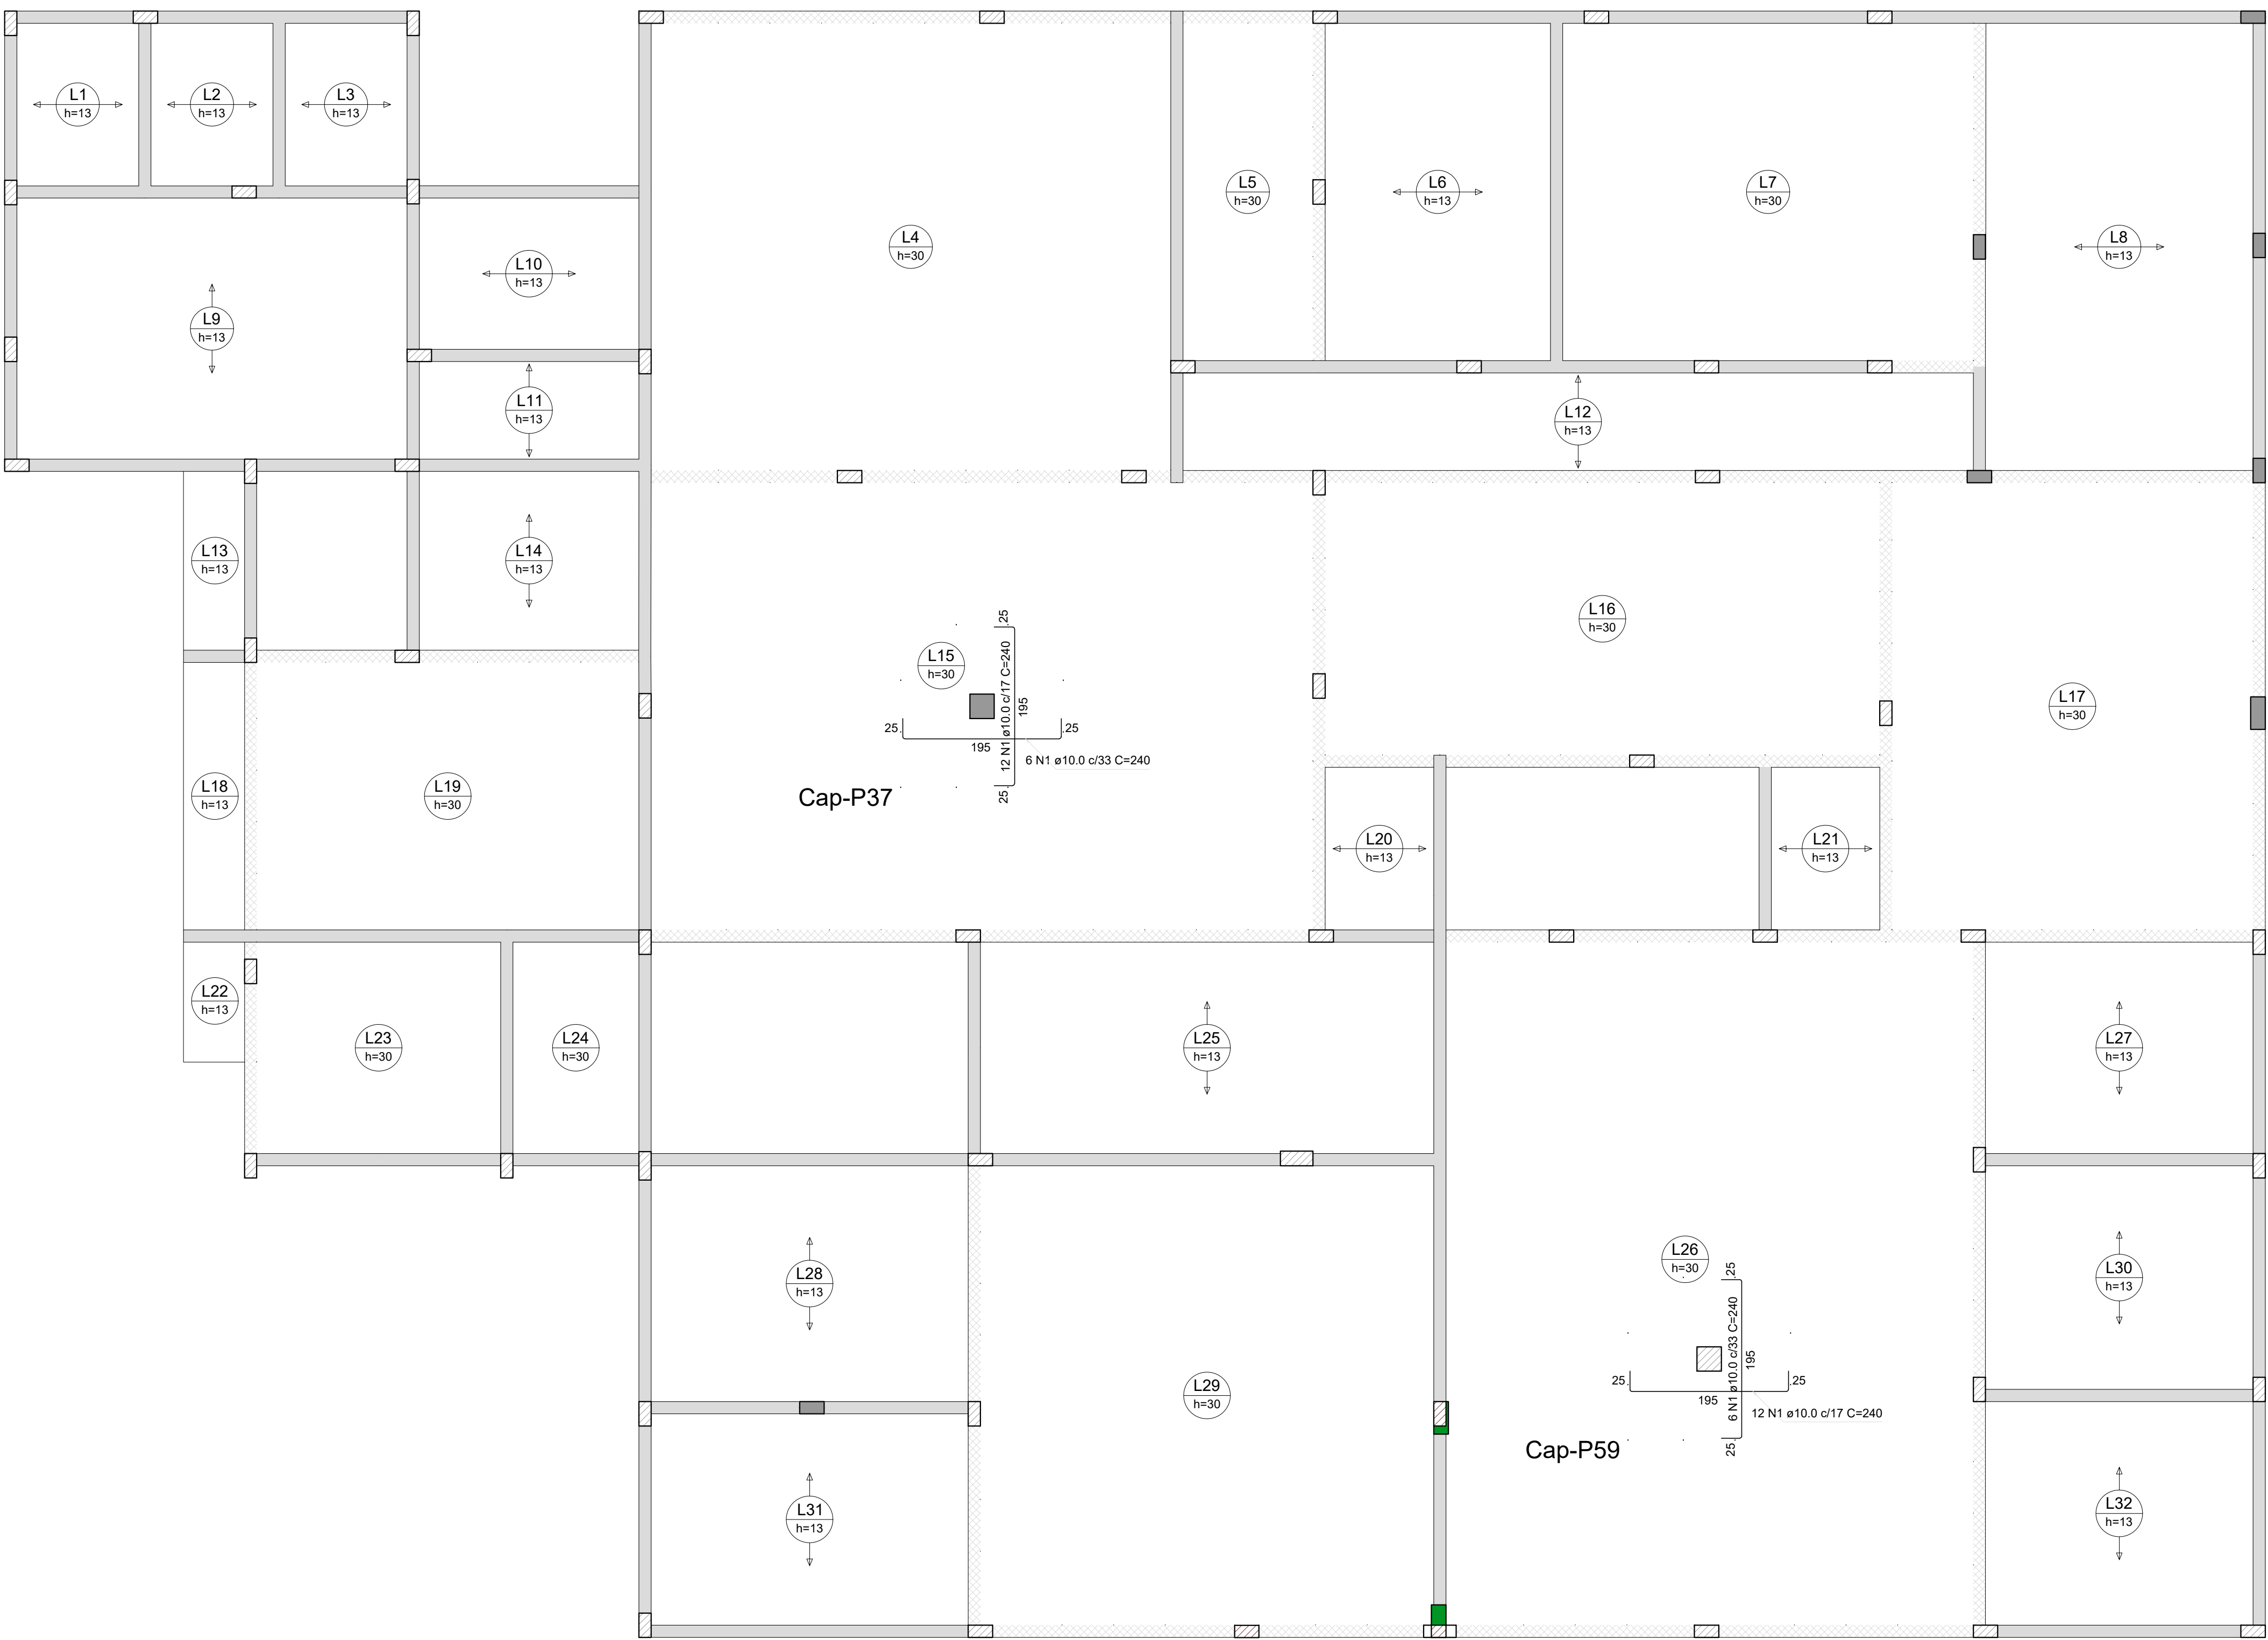 L1
h=13
L2
h=13
L3
h=13
L4
h=30
L5
h=30
L6
h=13
L7
h=30
L8
h=13
L9
h=13
L10
h=13
L11
h=13
L12
h=13
L13
h=13
L14
h=13
L15
h=30
25
12 N1 ø10.0 c/17 C=240
195
25
25
195
25
6 N1 ø10.0 c/33 C=240
Cap-P37
L16
h=30
L17
h=30
L18
h=13
L19
h=30
L20
h=13
L21
h=13
L22
h=13
L23
h=30
L24
h=30
L25
h=13
L26
h=30
25
6 N1 ø10.0 c/33 C=240
195
25
25
195
25
12 N1 ø10.0 c/17 C=240
Cap-P59
L27
h=13
L28
h=13
L29
h=30
L30
h=13
L31
h=13
L32
h=13